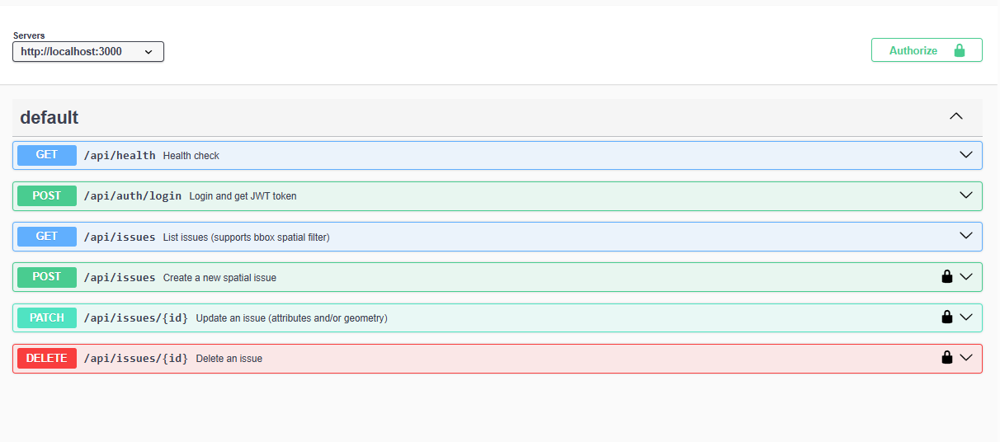 Servers
http://localhost:3000
Authorize
default
GET /api/health Health check
POST /api/auth/login Login and get JWT token
GET /api/issues List issues (supports bbox spatial filter)
POST /api/issues Create a new spatial issue
PATCH /api/issues/{id} Update an issue (attributes and/or geometry)
DELETE /api/issues/{id} Delete an issue